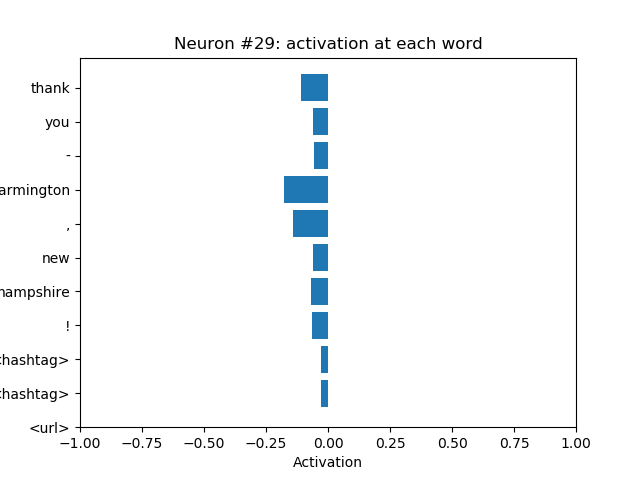 Neuron #29: activation at each word
thank
you
-
armington
,
new
hampshire
!
<hashtag>
<hashtag>
<url>
−1.00 −0.75 −0.50 −0.25 0.00 0.25 0.50 0.75 1.00
Activation